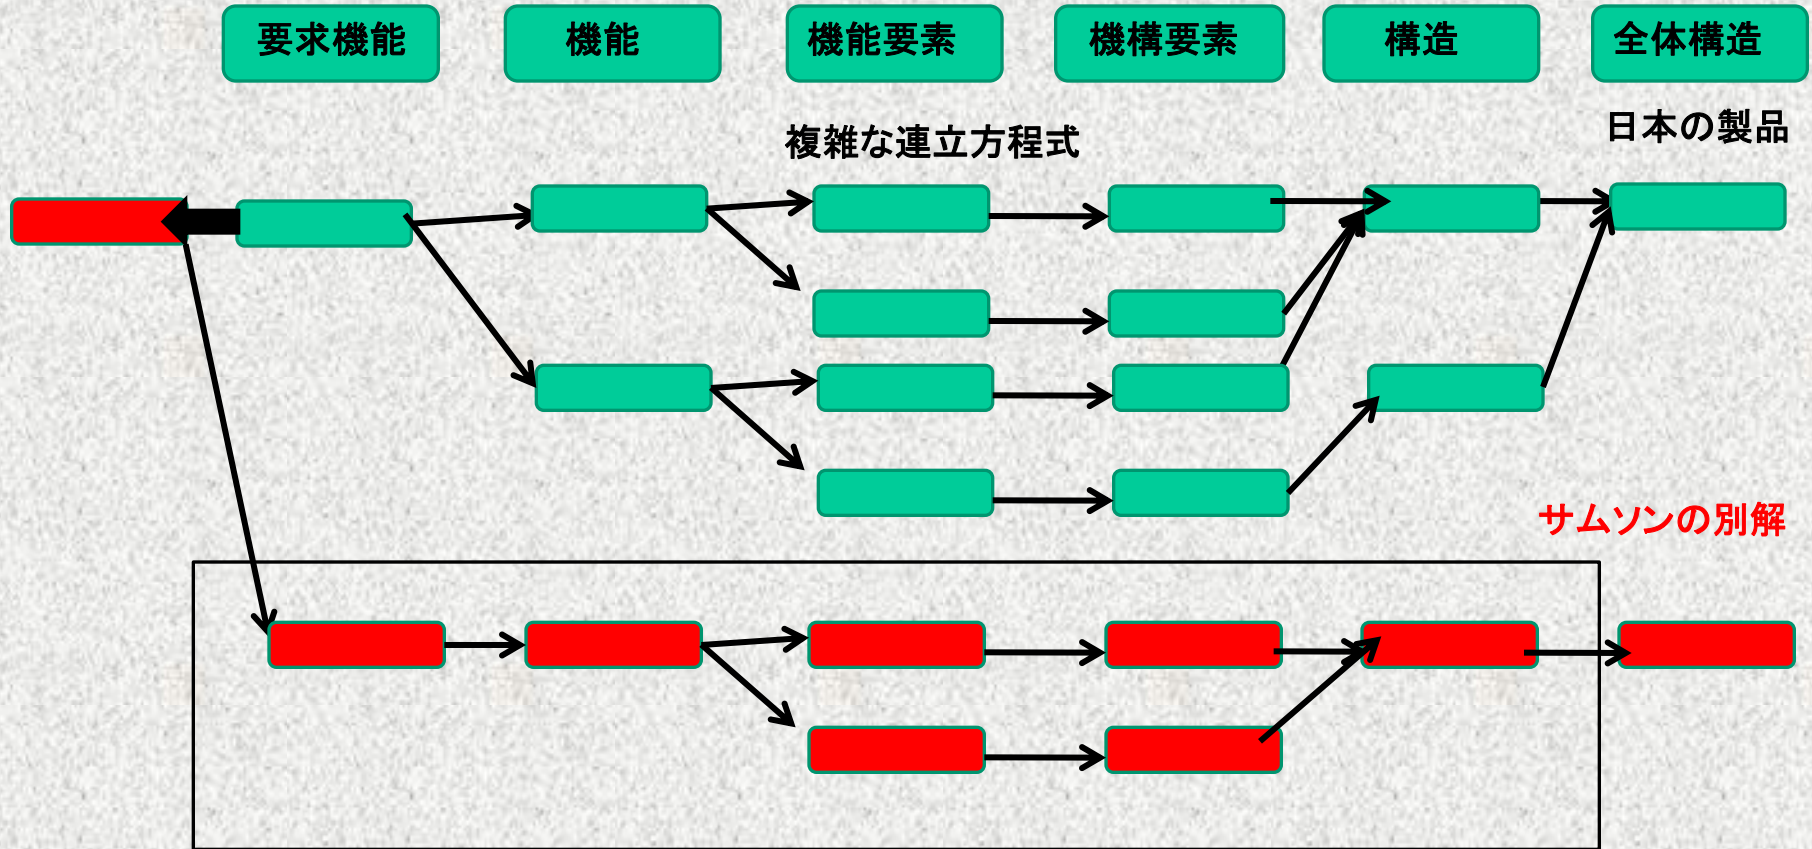 要求機能
機能
機能要素
機構要素
構造
全体構造
日本の製品
複雑な連立方程式
サムソンの別解